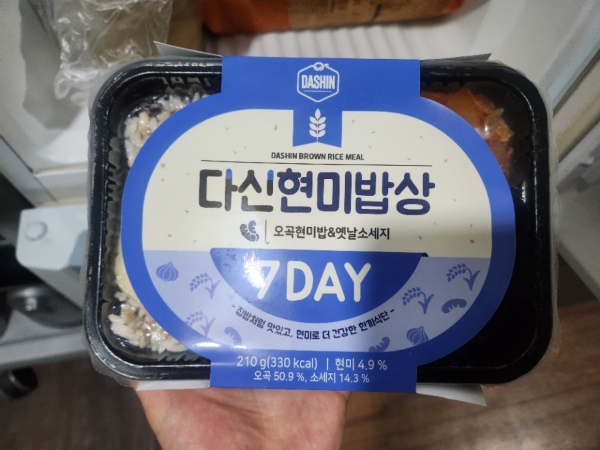 DASHIN
DASHIN BROWN RICE MEAL
다신현미밥상
오곡현미밥&옛날소세지
7DAY
- 집밥처럼 맛있고, 현미로 더 건강한 한끼식단 -
210 g(330 kcal) | 현미 4.9 %
오곡 50.9 %, 소세지 14.3 %